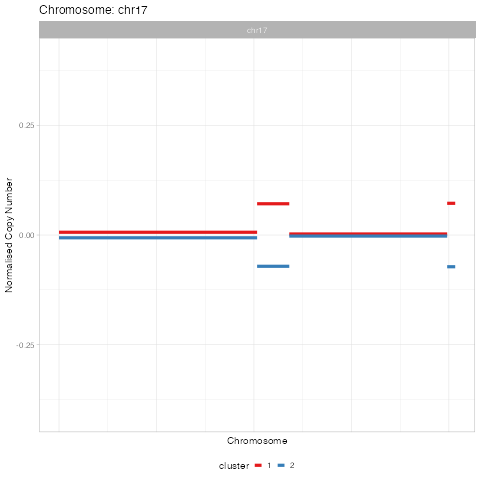 Chromosome: chr17
chr17
0.25
0.00
-0.25
Normalised Copy Number
Chromosome
cluster 1 2